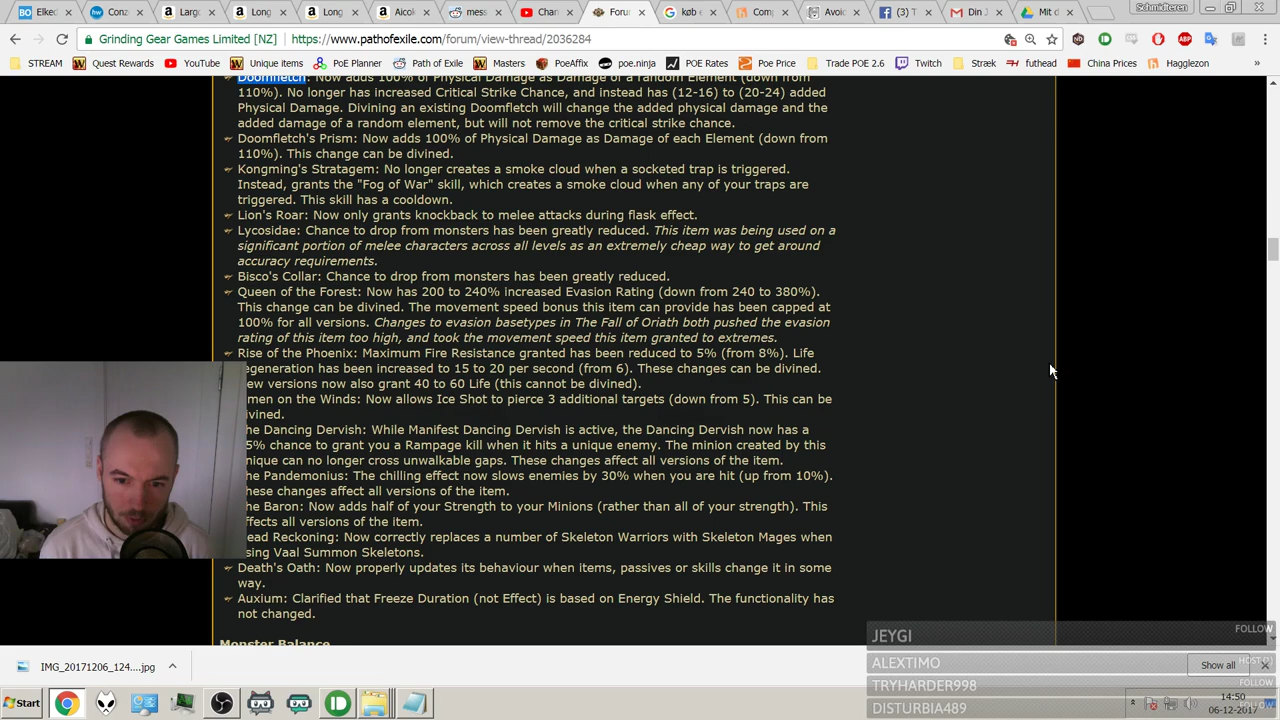 BO Elked
Conz
Larg
Long
Long
Aicok
mess
Chan
Forun
køb e
Comp
Avoic
(3) T
Din J
Mit d
Schmidteren
Grinding Gear Games Limited [NZ]
https://www.pathofexile.com/forum/view-thread/2036284
STREAM
Quest Rewards
YouTube
Unique items
PoE Planner
Path of Exile
Masters
PoeAffix
POE Rates
poe.ninja
Poe Price
Trade POE 2.6
Twitch
Stræk
futhead
China Prices
Hagglezon
Doomfletch: Now adds 100% of Physical Damage as Damage of a random Element (down from
110%). No longer has increased Critical Strike Chance, and instead has (12-16) to (20-24) added
Physical Damage. Divining an existing Doomfletch will change the added physical damage and the
added damage of a random element, but will not remove the critical strike chance.
Doomfletch's Prism: Now adds 100% of Physical Damage as Damage of each Element (down from
110%). This change can be divined.
Kongming's Stratagem: No longer creates a smoke cloud when a socketed trap is triggered.
Instead, grants the "Fog of War" skill, which creates a smoke cloud when any of your traps are
triggered. This skill has a cooldown.
Lion's Roar: Now only grants knockback to melee attacks during flask effect.
Lycosidae: Chance to drop from monsters has been greatly reduced. This item was being used on a
significant portion of melee characters across all levels as an extremely cheap way to get around
accuracy requirements.
Bisco's Collar: Chance to drop from monsters has been greatly reduced.
Queen of the Forest: Now has 200 to 240% increased Evasion Rating (down from 240 to 380%).
This change can be divined. The movement speed bonus this item can provide has been capped at
100% for all versions. Changes to evasion basetypes in The Fall of Oriath both pushed the evasion
rating of this item too high, and took the movement speed this item granted to extremes.
Rise of the Phoenix: Maximum Fire Resistance granted has been reduced to 5% (from 8%). Life
egeneration has been increased to 15 to 20 per second (from 6). These changes can be divined.
ew versions now also grant 40 to 60 Life (this cannot be divined).
men on the Winds: Now allows Ice Shot to pierce 3 additional targets (down from 5). This can be
ivined.
he Dancing Dervish: While Manifest Dancing Dervish is active, the Dancing Dervish now has a
5% chance to grant you a Rampage kill when it hits a unique enemy. The minion created by this
nique can no longer cross unwalkable gaps. These changes affect all versions of the item.
he Pandemonius: The chilling effect now slows enemies by 30% when you are hit (up from 10%).
hese changes affect all versions of the item.
he Baron: Now adds half of your Strength to your Minions (rather than all of your strength). This
ffects all versions of the item.
ead Reckoning: Now correctly replaces a number of Skeleton Warriors with Skeleton Mages when
sing Vaal Summon Skeletons.
Death's Oath: Now properly updates its behaviour when items, passives or skills change it in some
way.
Auxium: Clarified that Freeze Duration (not Effect) is based on Energy Shield. The functionality has
not changed.
Monster Balance
JEYGI FOLLOW
ALEXTIMO HOST (1)
TRYHARDER998 FOLLOW
DISTURBIA489 FOLLOW
IMG_20171206_124....jpg
Show all
Start
14:50
06-12-2017